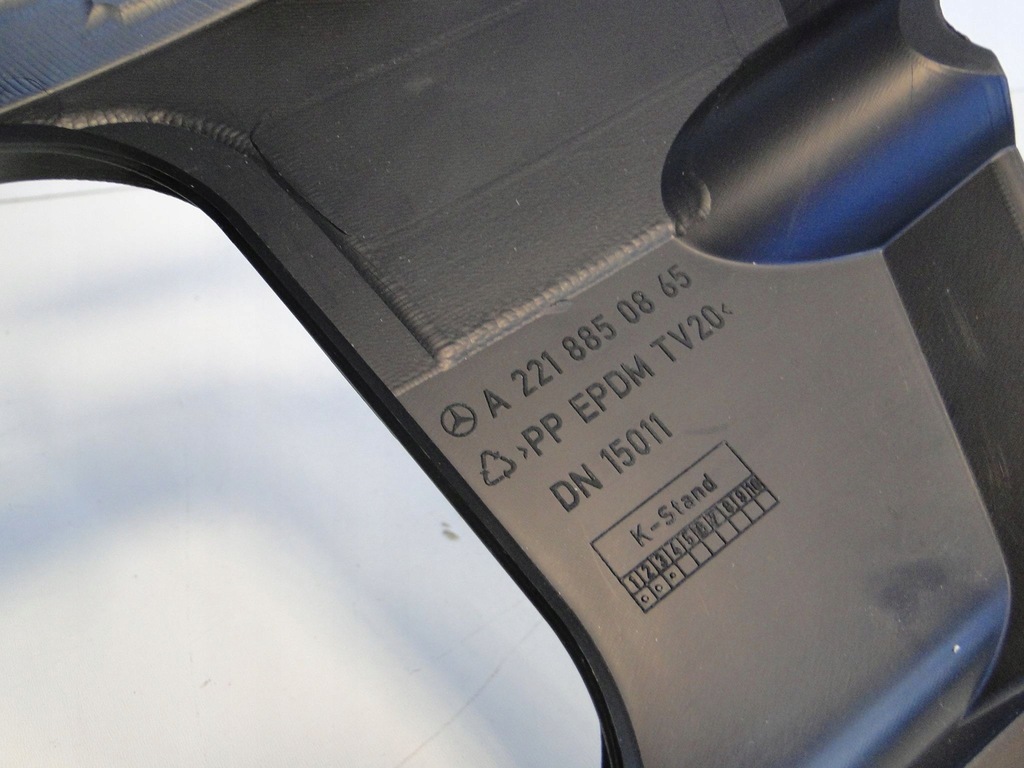 A 221 885 08 65
>PP EPDM TV20<
DN 15011
K-Stand
1 2 3 4 5 6 7 8 9 10